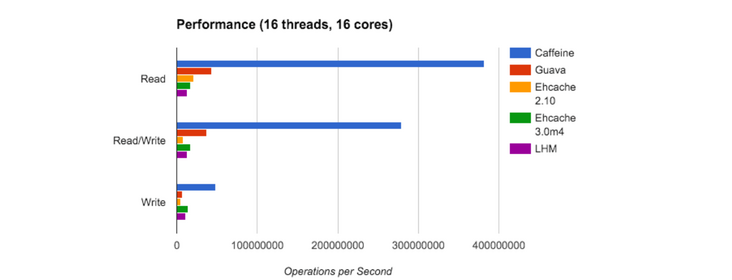 Performance (16 threads, 16 cores)
Caffeine
Guava
Ehcache
2.10
Ehcache
3.0m4
LHM
Read
Read/Write
Write
0 100000000 200000000 300000000 400000000
Operations per Second